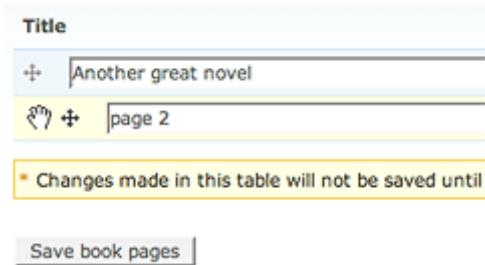 Title
Another great novel
page 2
* Changes made in this table will not be saved until
Save book pages